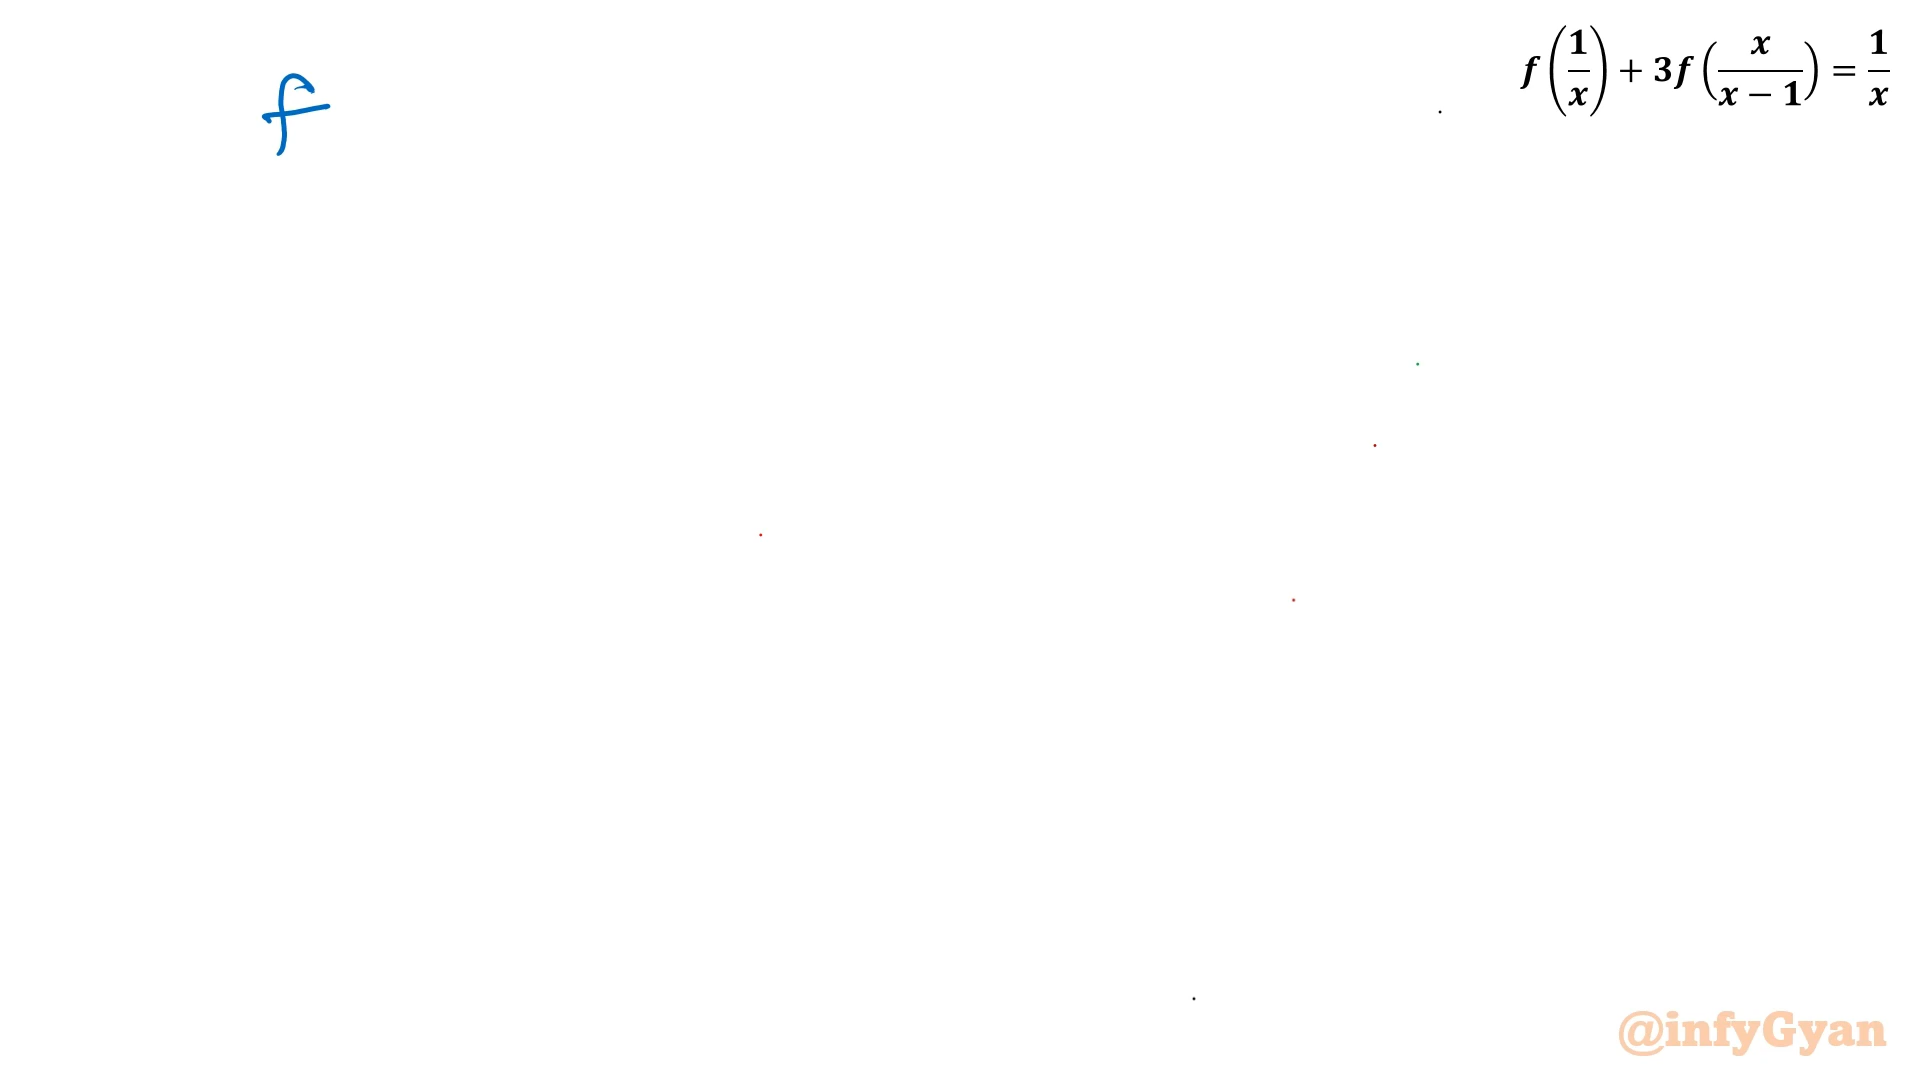 f
f(1/x) + 3f(x/(x − 1)) = 1/x
@infyGyan